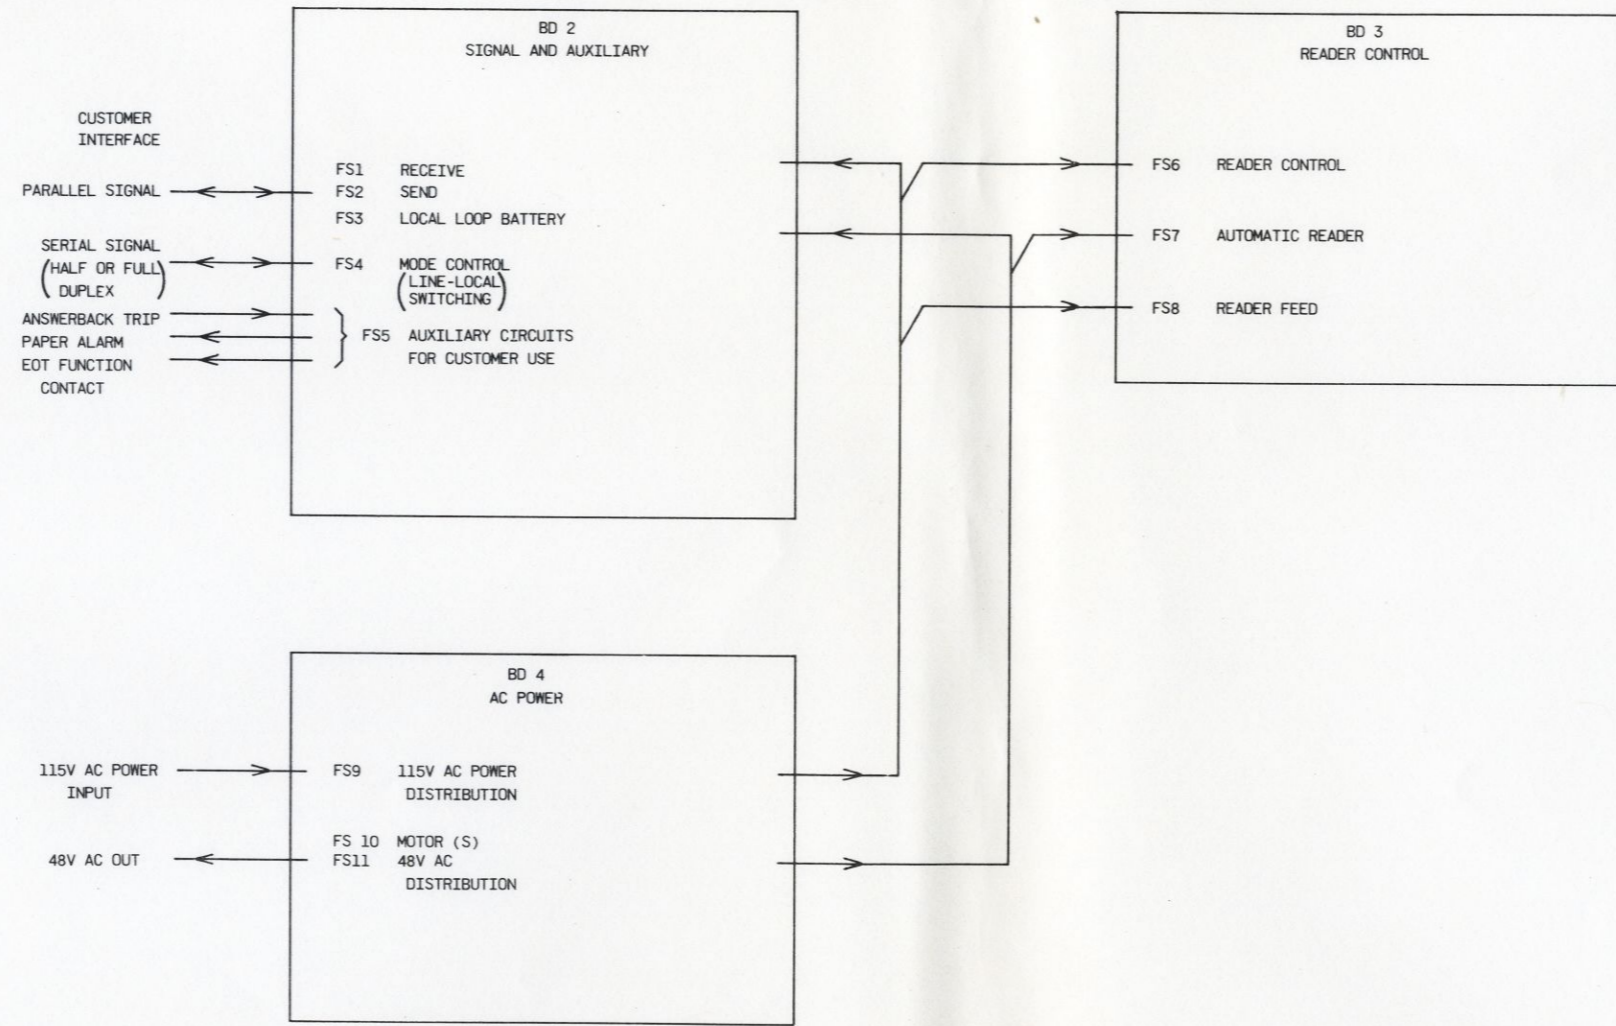 BD 2
SIGNAL AND AUXILIARY
CUSTOMER
INTERFACE
PARALLEL SIGNAL
SERIAL SIGNAL
(HALF OR FULL
DUPLEX)
ANSWERBACK TRIP
PAPER ALARM
EOT FUNCTION
CONTACT
FS1 RECEIVE
FS2 SEND
FS3 LOCAL LOOP BATTERY
FS4 MODE CONTROL
(LINE-LOCAL
SWITCHING)
FS5 AUXILIARY CIRCUITS
FOR CUSTOMER USE
BD 3
READER CONTROL
FS6 READER CONTROL
FS7 AUTOMATIC READER
FS8 READER FEED
BD 4
AC POWER
115V AC POWER
INPUT
48V AC OUT
FS9 115V AC POWER
DISTRIBUTION
FS 10 MOTOR (S)
FS11 48V AC
DISTRIBUTION